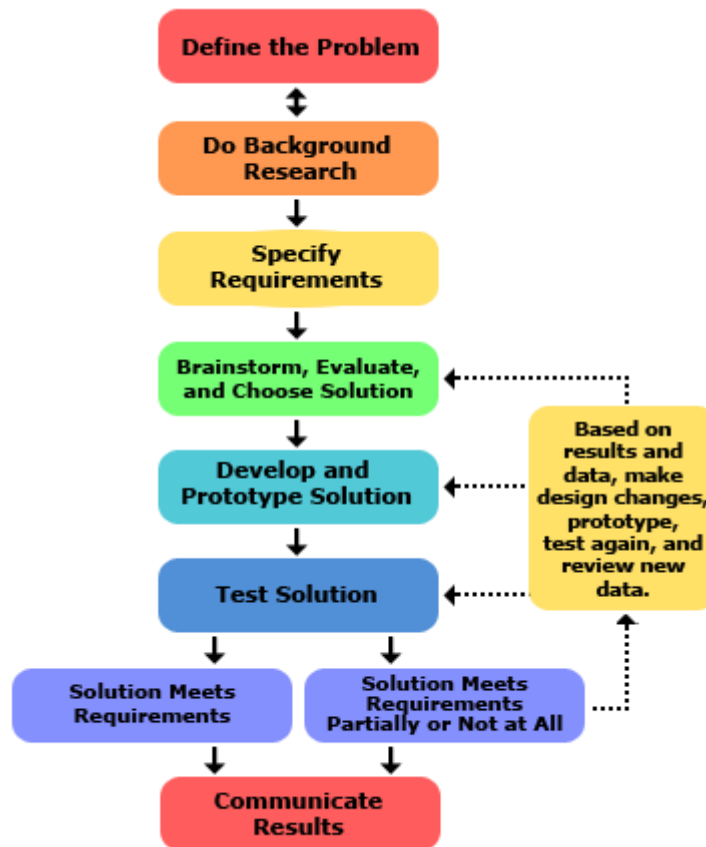 Define the Problem
Do Background
Research
Specify
Requirements
Brainstorm, Evaluate,
and Choose Solution
Develop and
Prototype Solution
Based on
results and
data, make
design changes,
prototype,
test again, and
review new
data.
Test Solution
Solution Meets
Requirements
Solution Meets
Requirements
Partially or Not at All
Communicate
Results